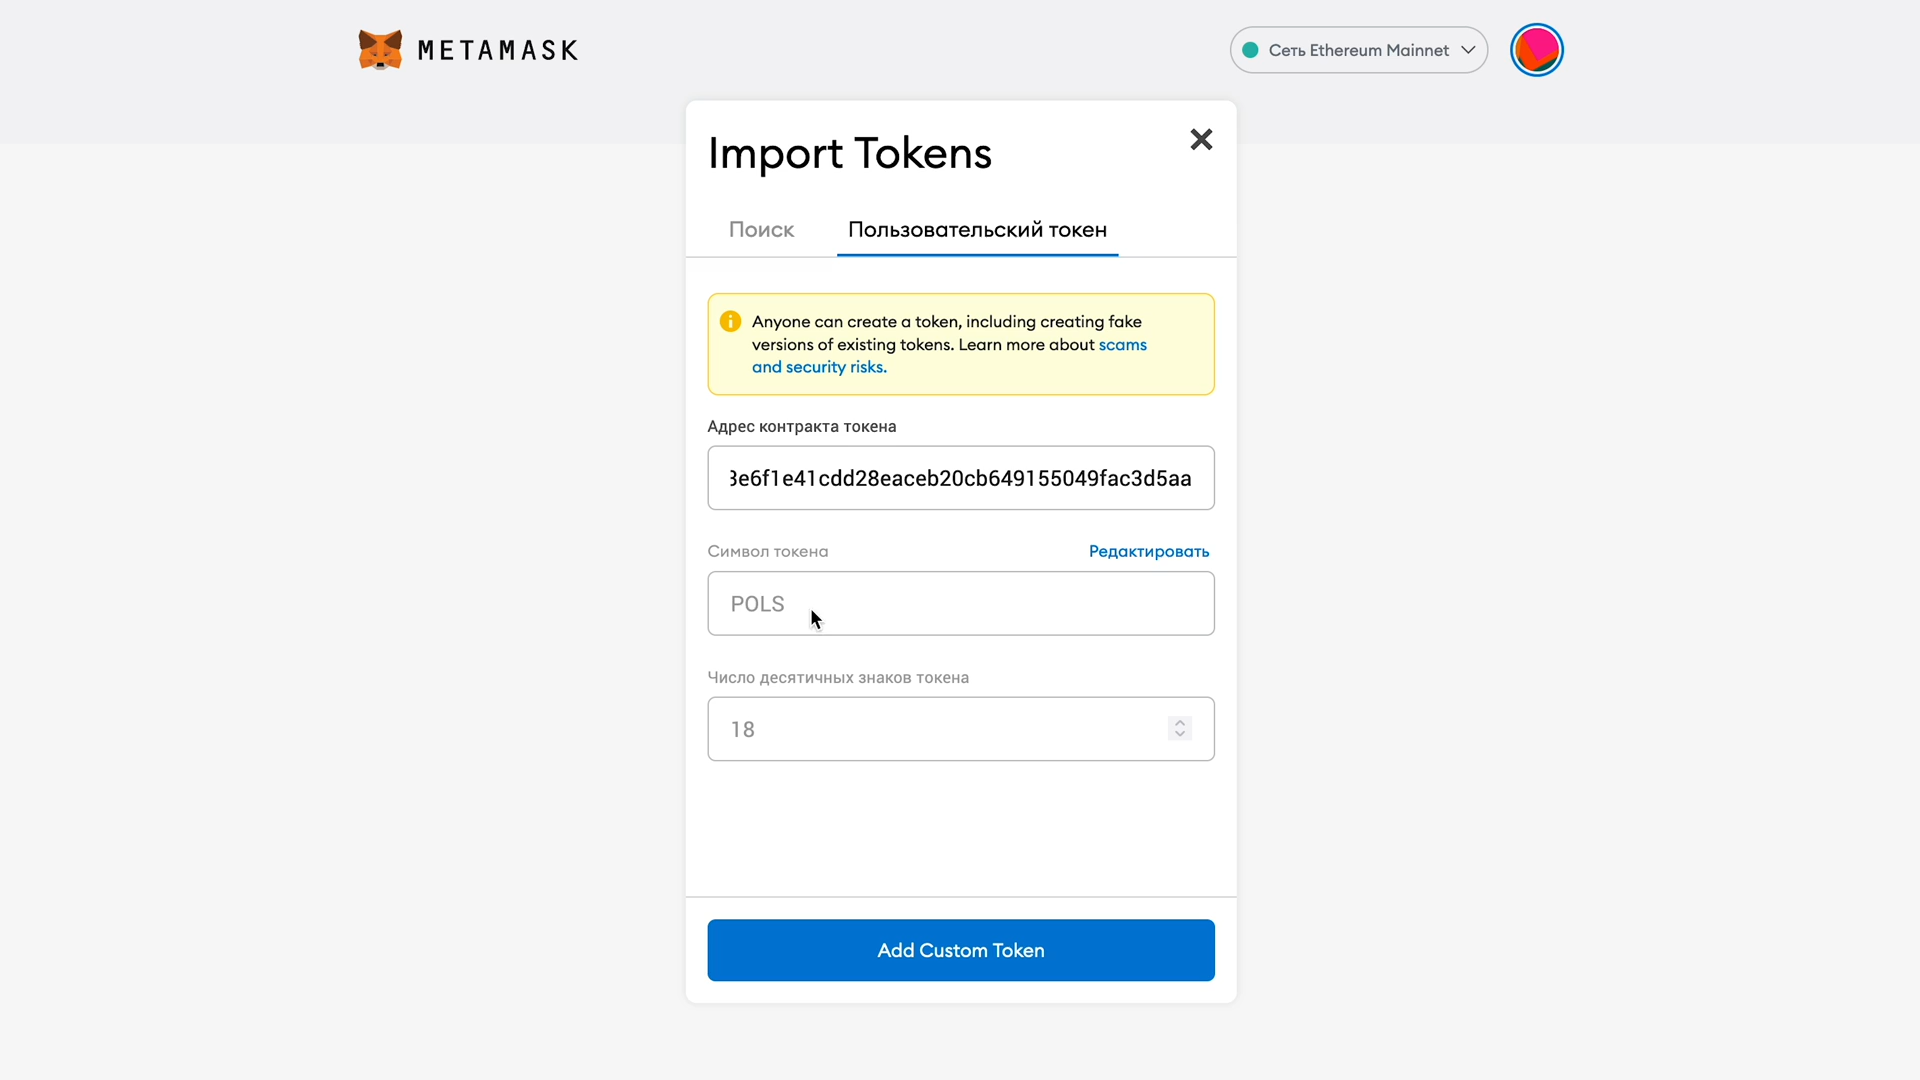 METAMASK
Сеть Ethereum Mainnet
Import Tokens
Поиск
Пользовательский токен
Anyone can create a token, including creating fake
versions of existing tokens. Learn more about scams
and security risks.
Адрес контракта токена
3e6f1e41cdd28eaceb20cb649155049fac3d5aa
Символ токена
Редактировать
POLS
Число десятичных знаков токена
18
Add Custom Token